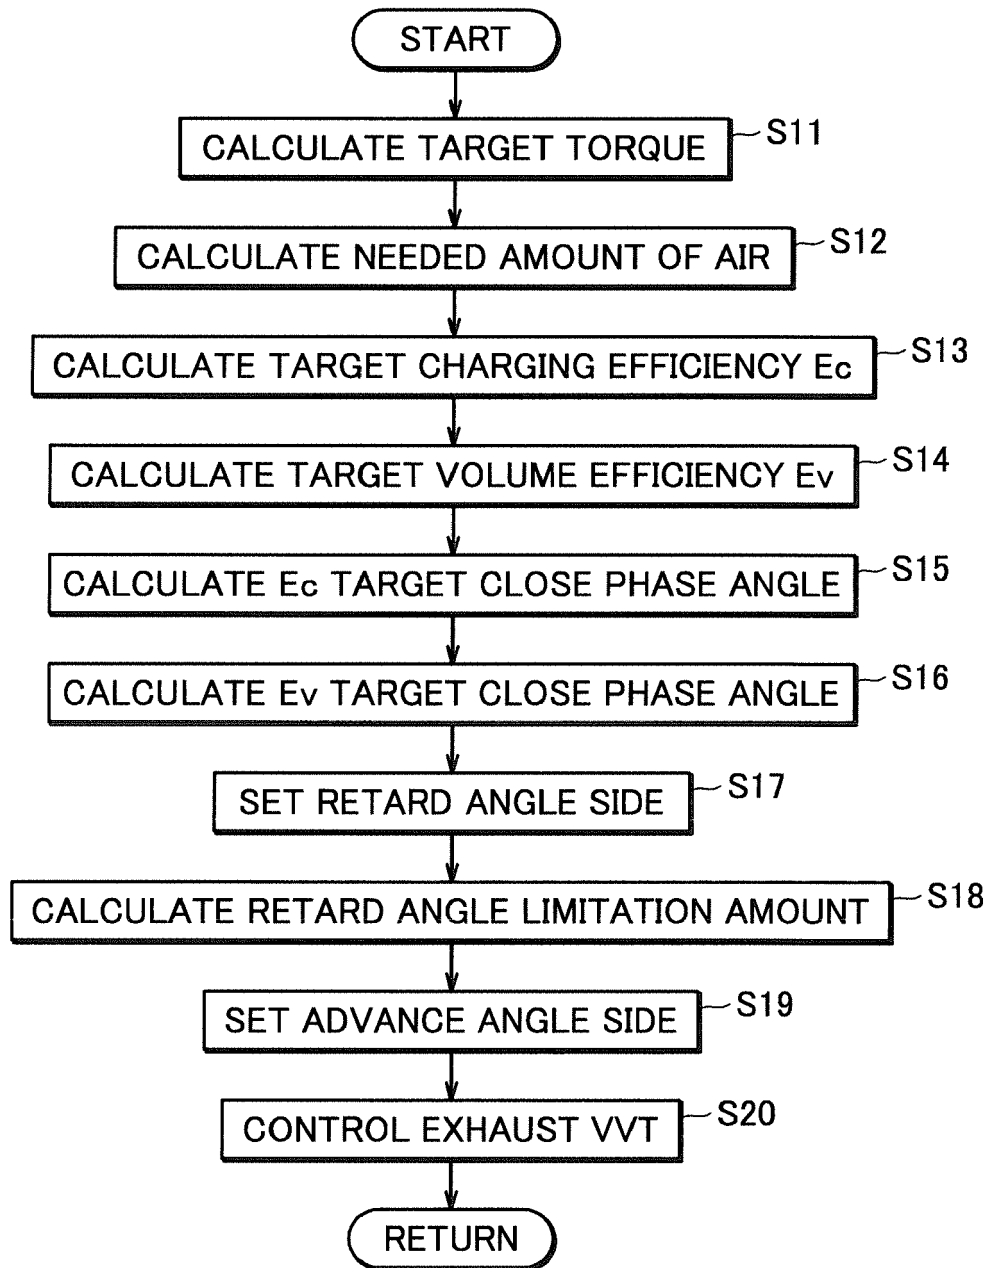 START
CALCULATE TARGET TORQUE
S11
CALCULATE NEEDED AMOUNT OF AIR
S12
CALCULATE TARGET CHARGING EFFICIENCY Ec
S13
CALCULATE TARGET VOLUME EFFICIENCY Ev
S14
CALCULATE Ec TARGET CLOSE PHASE ANGLE
S15
CALCULATE Ev TARGET CLOSE PHASE ANGLE
S16
SET RETARD ANGLE SIDE
S17
CALCULATE RETARD ANGLE LIMITATION AMOUNT
S18
SET ADVANCE ANGLE SIDE
S19
CONTROL EXHAUST VVT
S20
RETURN